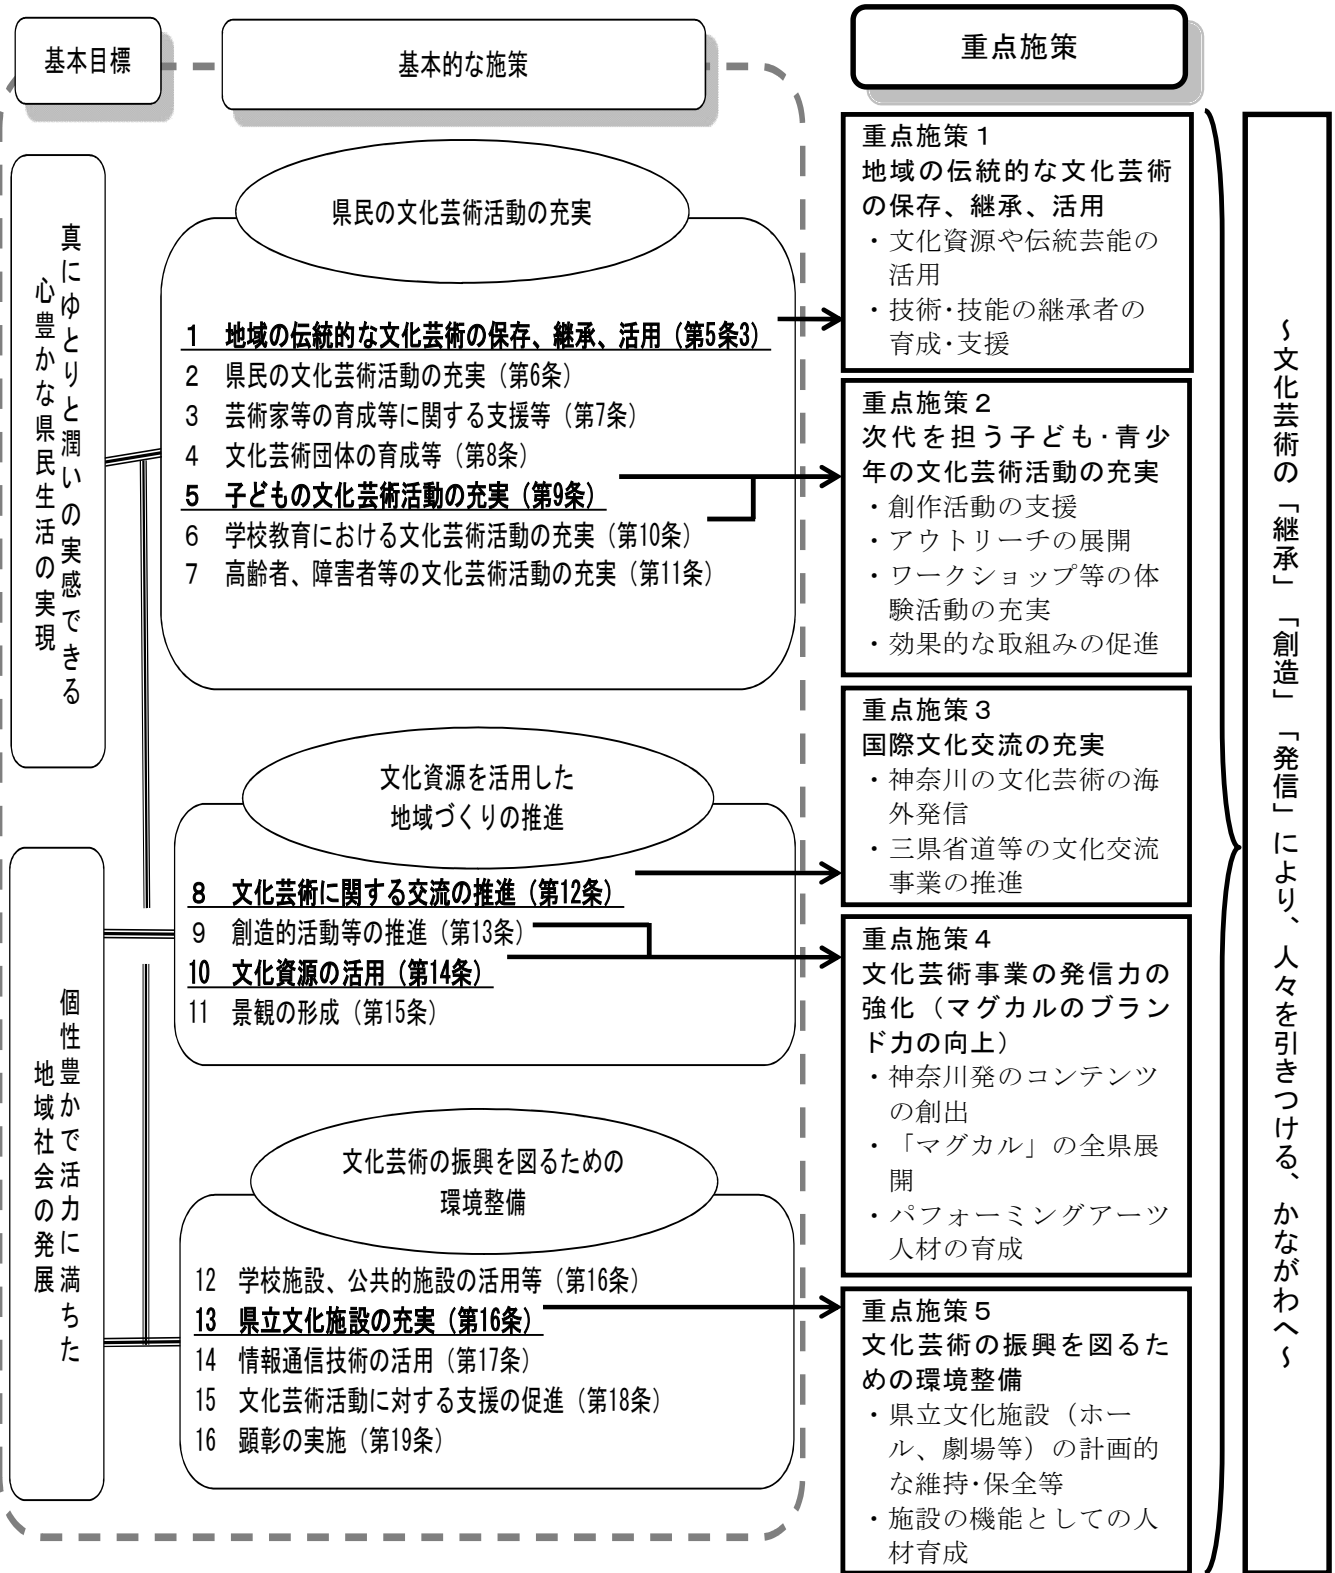 基本目標
基本的な施策
重点施策
真にゆとりと潤いの実感できる
心豊かな県民生活の実現
個性豊かで活力に満ちた
地域社会の発展
県民の文化芸術活動の充実
1 地域の伝統的な文化芸術の保存、継承、活用（第5条3）
2 県民の文化芸術活動の充実（第6条）
3 芸術家等の育成等に関する支援等（第7条）
4 文化芸術団体の育成等（第8条）
5 子どもの文化芸術活動の充実（第9条）
6 学校教育における文化芸術活動の充実（第10条）
7 高齢者、障害者等の文化芸術活動の充実（第11条）
文化資源を活用した
地域づくりの推進
8 文化芸術に関する交流の推進（第12条）
9 創造的活動等の推進（第13条）
10 文化資源の活用（第14条）
11 景観の形成（第15条）
文化芸術の振興を図るための
環境整備
12 学校施設、公共的施設の活用等（第16条）
13 県立文化施設の充実（第16条）
14 情報通信技術の活用（第17条）
15 文化芸術活動に対する支援の促進（第18条）
16 顕彰の実施（第19条）
重点施策１
地域の伝統的な文化芸術
の保存、継承、活用
・文化資源や伝統芸能の
活用
・技術･技能の継承者の
育成･支援
重点施策２
次代を担う子ども･青少
年の文化芸術活動の充実
・創作活動の支援
・アウトリーチの展開
・ワークショップ等の体
験活動の充実
・効果的な取組みの促進
重点施策３
国際文化交流の充実
・神奈川の文化芸術の海
外発信
・三県省道等の文化交流
事業の推進
重点施策４
文化芸術事業の発信力の
強化（マグカルのブラン
ド力の向上）
・神奈川発のコンテンツ
の創出
・「マグカル」の全県展
開
・パフォーミングアーツ
人材の育成
重点施策５
文化芸術の振興を図るた
めの環境整備
・県立文化施設（ホー
ル、劇場等）の計画的
な維持･保全等
・施設の機能としての人
材育成
～文化芸術の「継承」「創造」「発信」により、人々を引きつける、かながわへ～